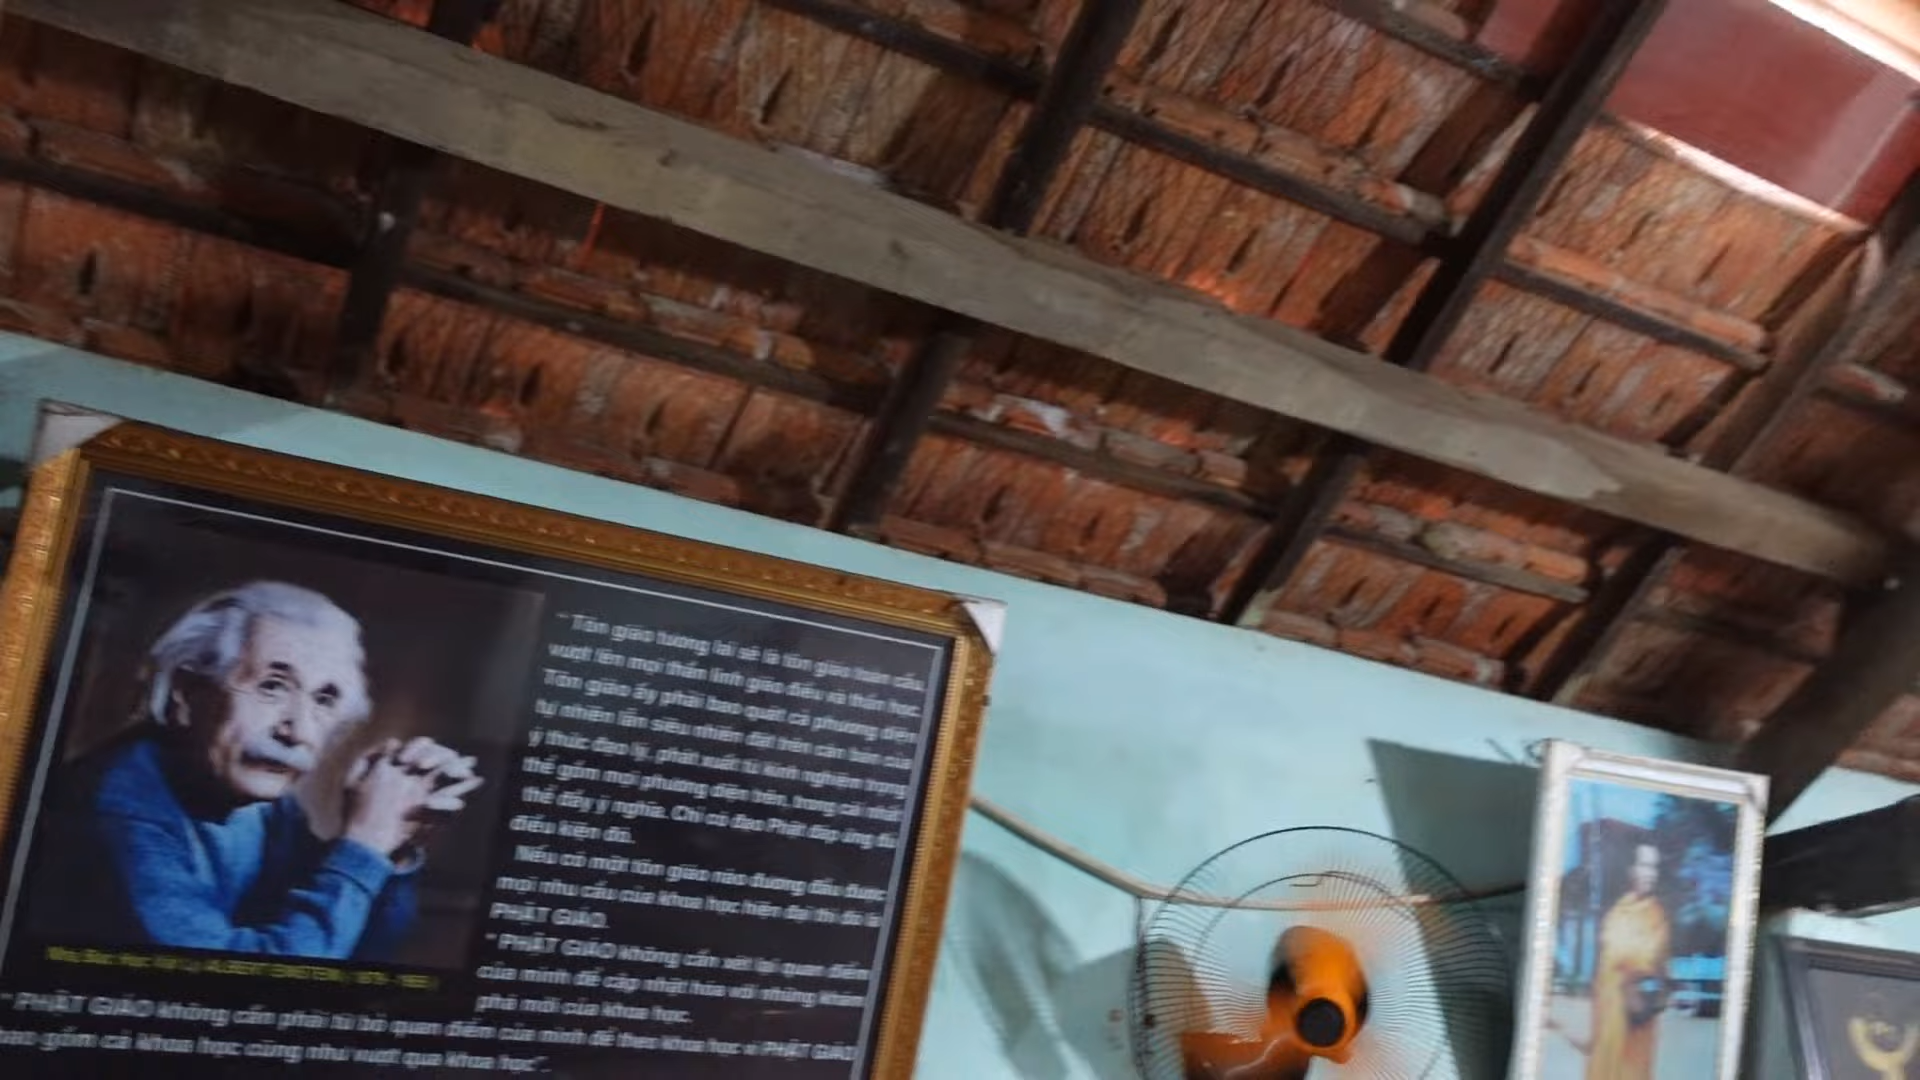 " Tôn giáo tương lai sẽ là tôn giáo toàn cầu
vượt lên mọi thần linh giáo điều và thần học.
Tôn giáo ấy phải bao quát cả phương diện
tự nhiên lẫn siêu nhiên đặt trên căn bản của
ý thức đạo lý, phát xuất từ kinh nghiệm tổng
thể gồm mọi phương diện trên trong cái nhất
thể đầy ý nghĩa. Chỉ có đạo Phật đáp ứng đủ
điều kiện đó.
Nếu có một tôn giáo nào đương đầu được
mọi nhu cầu của khoa học hiện đại thì đó là
PHẬT GIÁO.
" PHẬT GIÁO không cần xét lại quan điểm
của mình để cập nhật hóa với những khám
phá mới của khoa học.
Nhà Bác Học Vật Lý ALBERT EINSTEIN ( 1879 - 1955 )
" PHẬT GIÁO không cần phải từ bỏ quan điểm của mình để theo khoa học vì PHẬT GIÁO
bao gồm cả khoa học cũng như vượt qua khoa học".